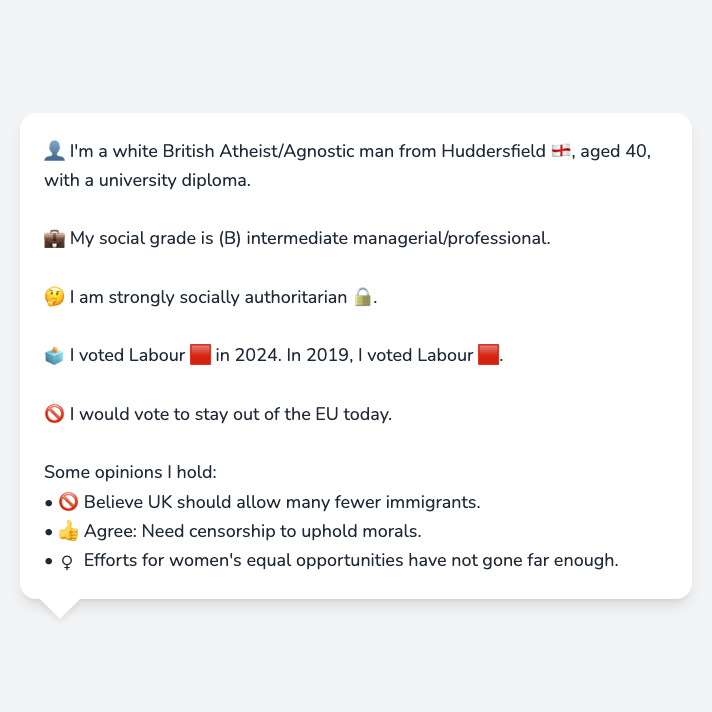 👤 I'm a white British Atheist/Agnostic man from Huddersfield 🏴󠁧󠁢󠁥󠁮󠁧󠁿, aged 40,
with a university diploma.
💼 My social grade is (B) intermediate managerial/professional.
🤔 I am strongly socially authoritarian 🔒.
🗳️ I voted Labour 🟥 in 2024. In 2019, I voted Labour 🟥.
🚫 I would vote to stay out of the EU today.
Some opinions I hold:
• 🚫 Believe UK should allow many fewer immigrants.
• 👍 Agree: Need censorship to uphold morals.
• ♀ Efforts for women's equal opportunities have not gone far enough.